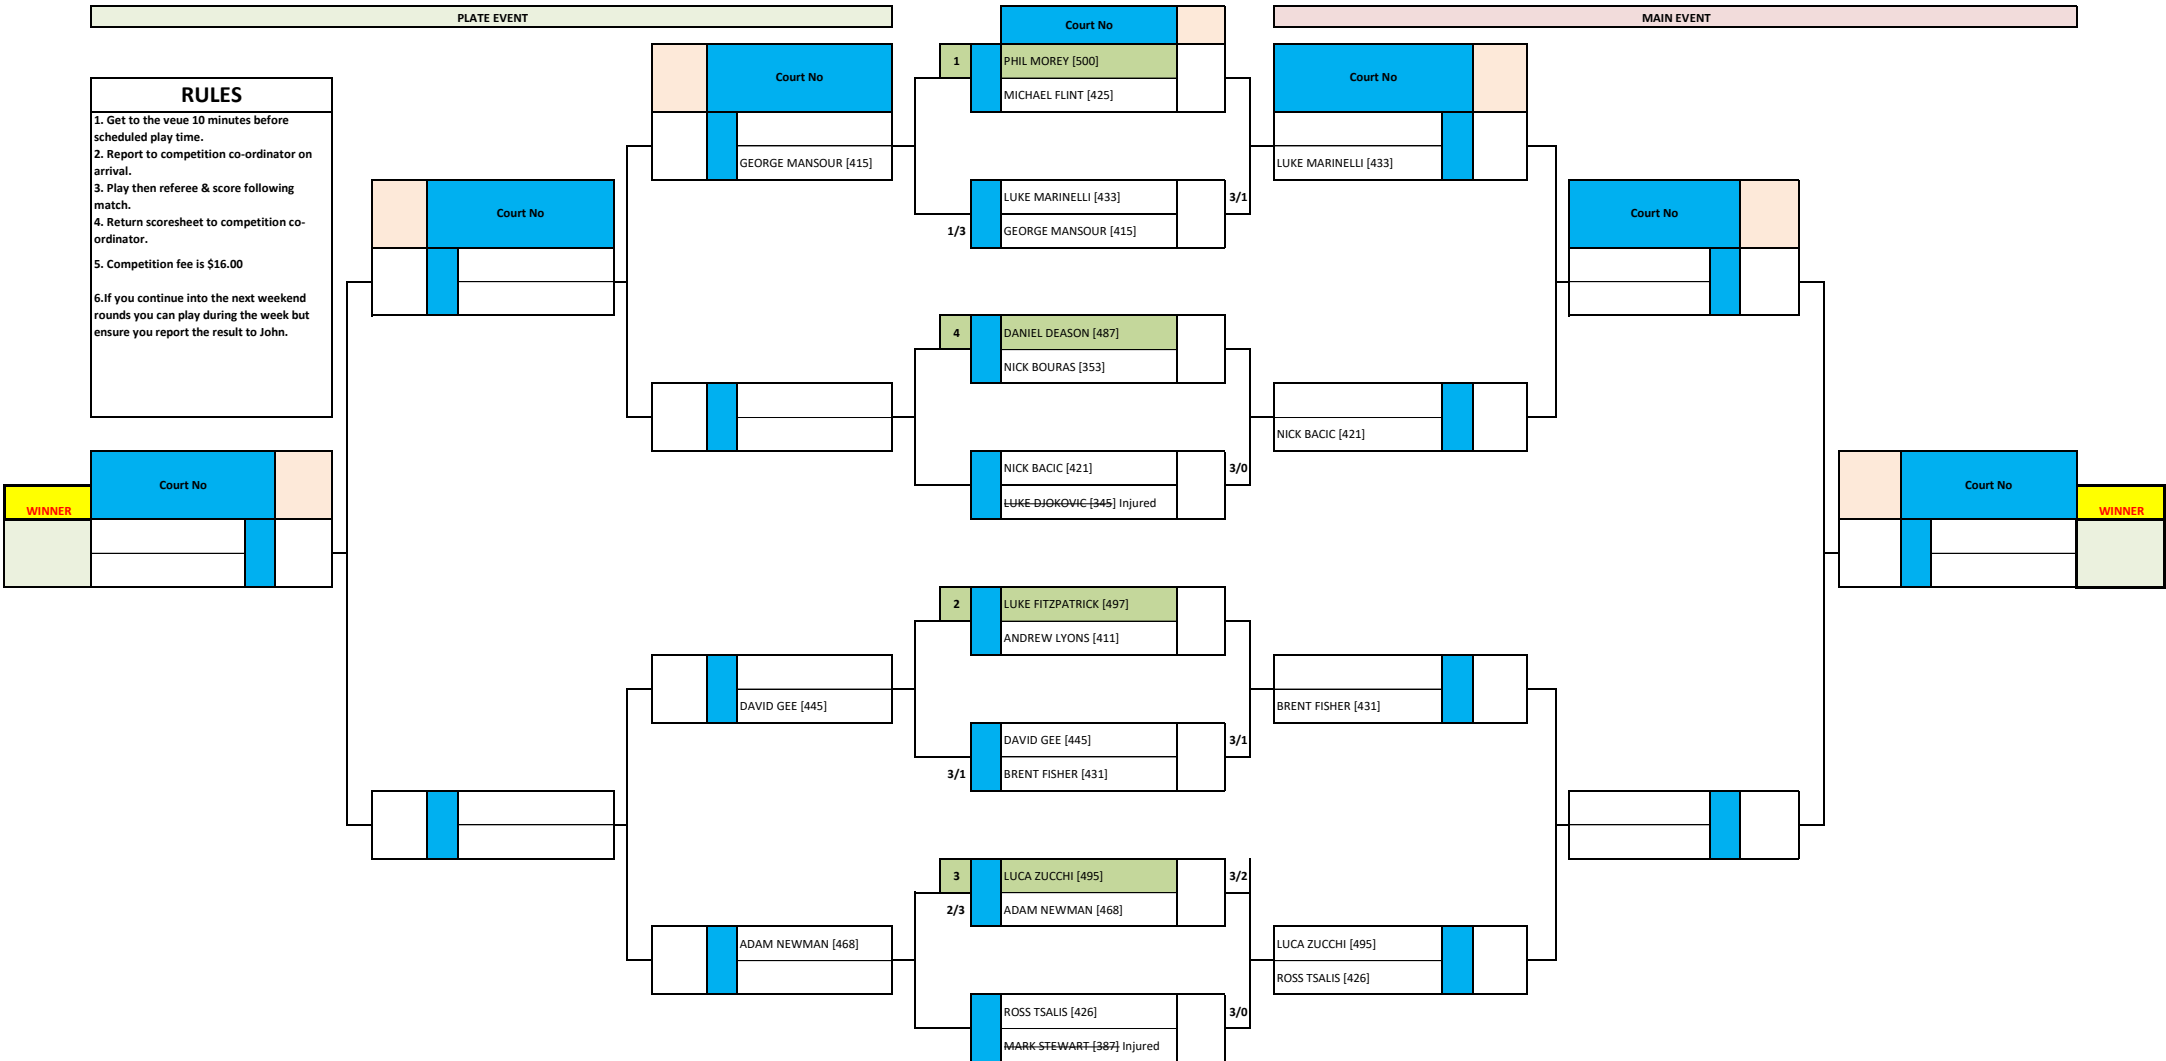 PLATE EVENT
MAIN EVENT
Court No
1
PHIL MOREY [500]
MICHAEL FLINT [425]
Court No
Court No
RULES
1. Get to the veue 10 minutes before
scheduled play time.
2. Report to competition co-ordinator on
arrival.
3. Play then referee & score following
match.
4. Return scoresheet to competition co-
ordinator.
5. Competition fee is $16.00
6.If you continue into the next weekend
rounds you can play during the week but
ensure you report the result to John.
GEORGE MANSOUR [415]
LUKE MARINELLI [433]
LUKE MARINELLI [433]
3/1
1/3
GEORGE MANSOUR [415]
Court No
Court No
4
DANIEL DEASON [487]
NICK BOURAS [353]
NICK BACIC [421]
NICK BACIC [421]
3/0
LUKE DJOKOVIC [345] Injured
Court No
WINNER
Court No
WINNER
2
LUKE FITZPATRICK [497]
ANDREW LYONS [411]
DAVID GEE [445]
BRENT FISHER [431]
DAVID GEE [445]
3/1
3/1
BRENT FISHER [431]
3
LUCA ZUCCHI [495]
3/2
2/3
ADAM NEWMAN [468]
ADAM NEWMAN [468]
LUCA ZUCCHI [495]
ROSS TSALIS [426]
ROSS TSALIS [426]
3/0
MARK STEWART [387] Injured